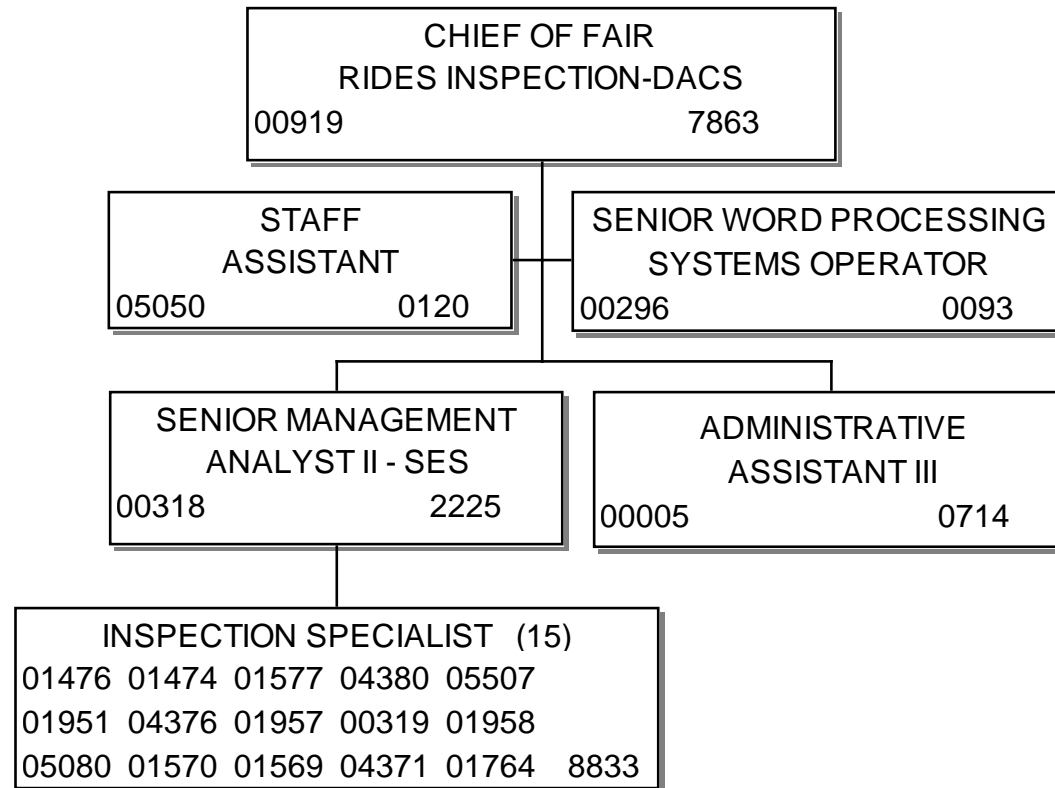 CHIEF OF FAIR
RIDES INSPECTION-DACS
00919 7863
STAFF
ASSISTANT
05050 0120
SENIOR WORD PROCESSING
SYSTEMS OPERATOR
00296 0093
SENIOR MANAGEMENT
ANALYST II - SES
00318 2225
ADMINISTRATIVE
ASSISTANT III
00005 0714
INSPECTION SPECIALIST (15)
01476 01474 01577 04380 05507
01951 04376 01957 00319 01958
05080 01570 01569 04371 01764 8833